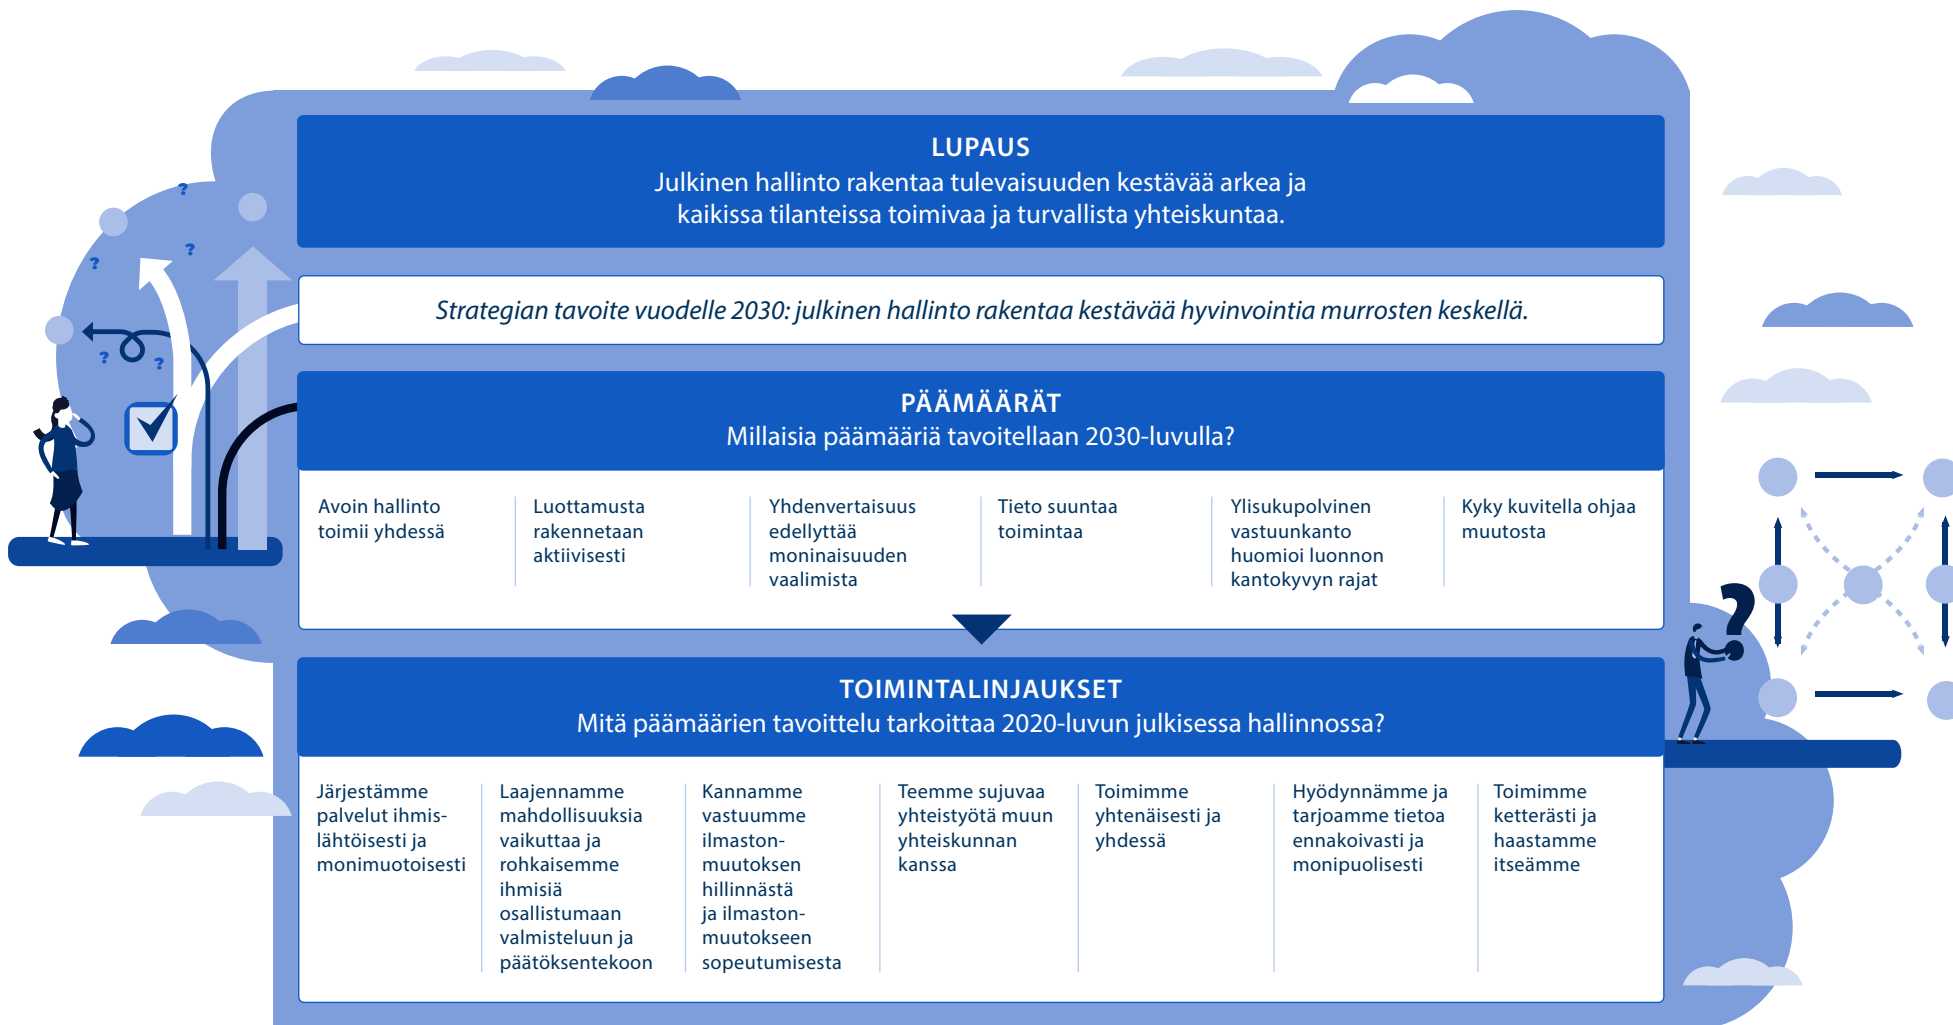 LUPAUS
Julkinen hallinto rakentaa tulevaisuuden kestävää arkea ja
kaikissa tilanteissa toimivaa ja turvallista yhteiskuntaa.
Strategian tavoite vuodelle 2030: julkinen hallinto rakentaa kestävää hyvinvointia murrosten keskellä.
PÄÄMÄÄRÄT
Millaisia päämääriä tavoitellaan 2030-luvulla?
Avoin hallinto
toimii yhdessä
Luottamusta
rakennetaan
aktiivisesti
Yhdenvertaisuus
edellyttää
moninaisuuden
vaalimista
Tieto suuntaa
toimintaa
Ylisukupolvinen
vastuunkanto
huomioi luonnon
kantokyvyn rajat
Kyky kuvitella ohjaa
muutosta
TOIMINTALINJAUKSET
Mitä päämäärien tavoittelu tarkoittaa 2020-luvun julkisessa hallinnossa?
Järjestämme
palvelut ihmis-
lähtöisesti ja
monimuotoisesti
Laajennamme
mahdollisuuksia
vaikuttaa ja
rohkaisemme
ihmisiä
osallistumaan
valmisteluun ja
päätöksentekoon
Kannamme
vastuumme
ilmaston-
muutoksen
hillinnästä
ja ilmaston-
muutokseen
sopeutumisesta
Teemme sujuvaa
yhteistyötä muun
yhteiskunnan
kanssa
Toimimme
yhtenäisesti ja
yhdessä
Hyödynnämme ja
tarjoamme tietoa
ennakoivasti ja
monipuolisesti
Toimimme
ketterästi ja
haastamme
itseämme